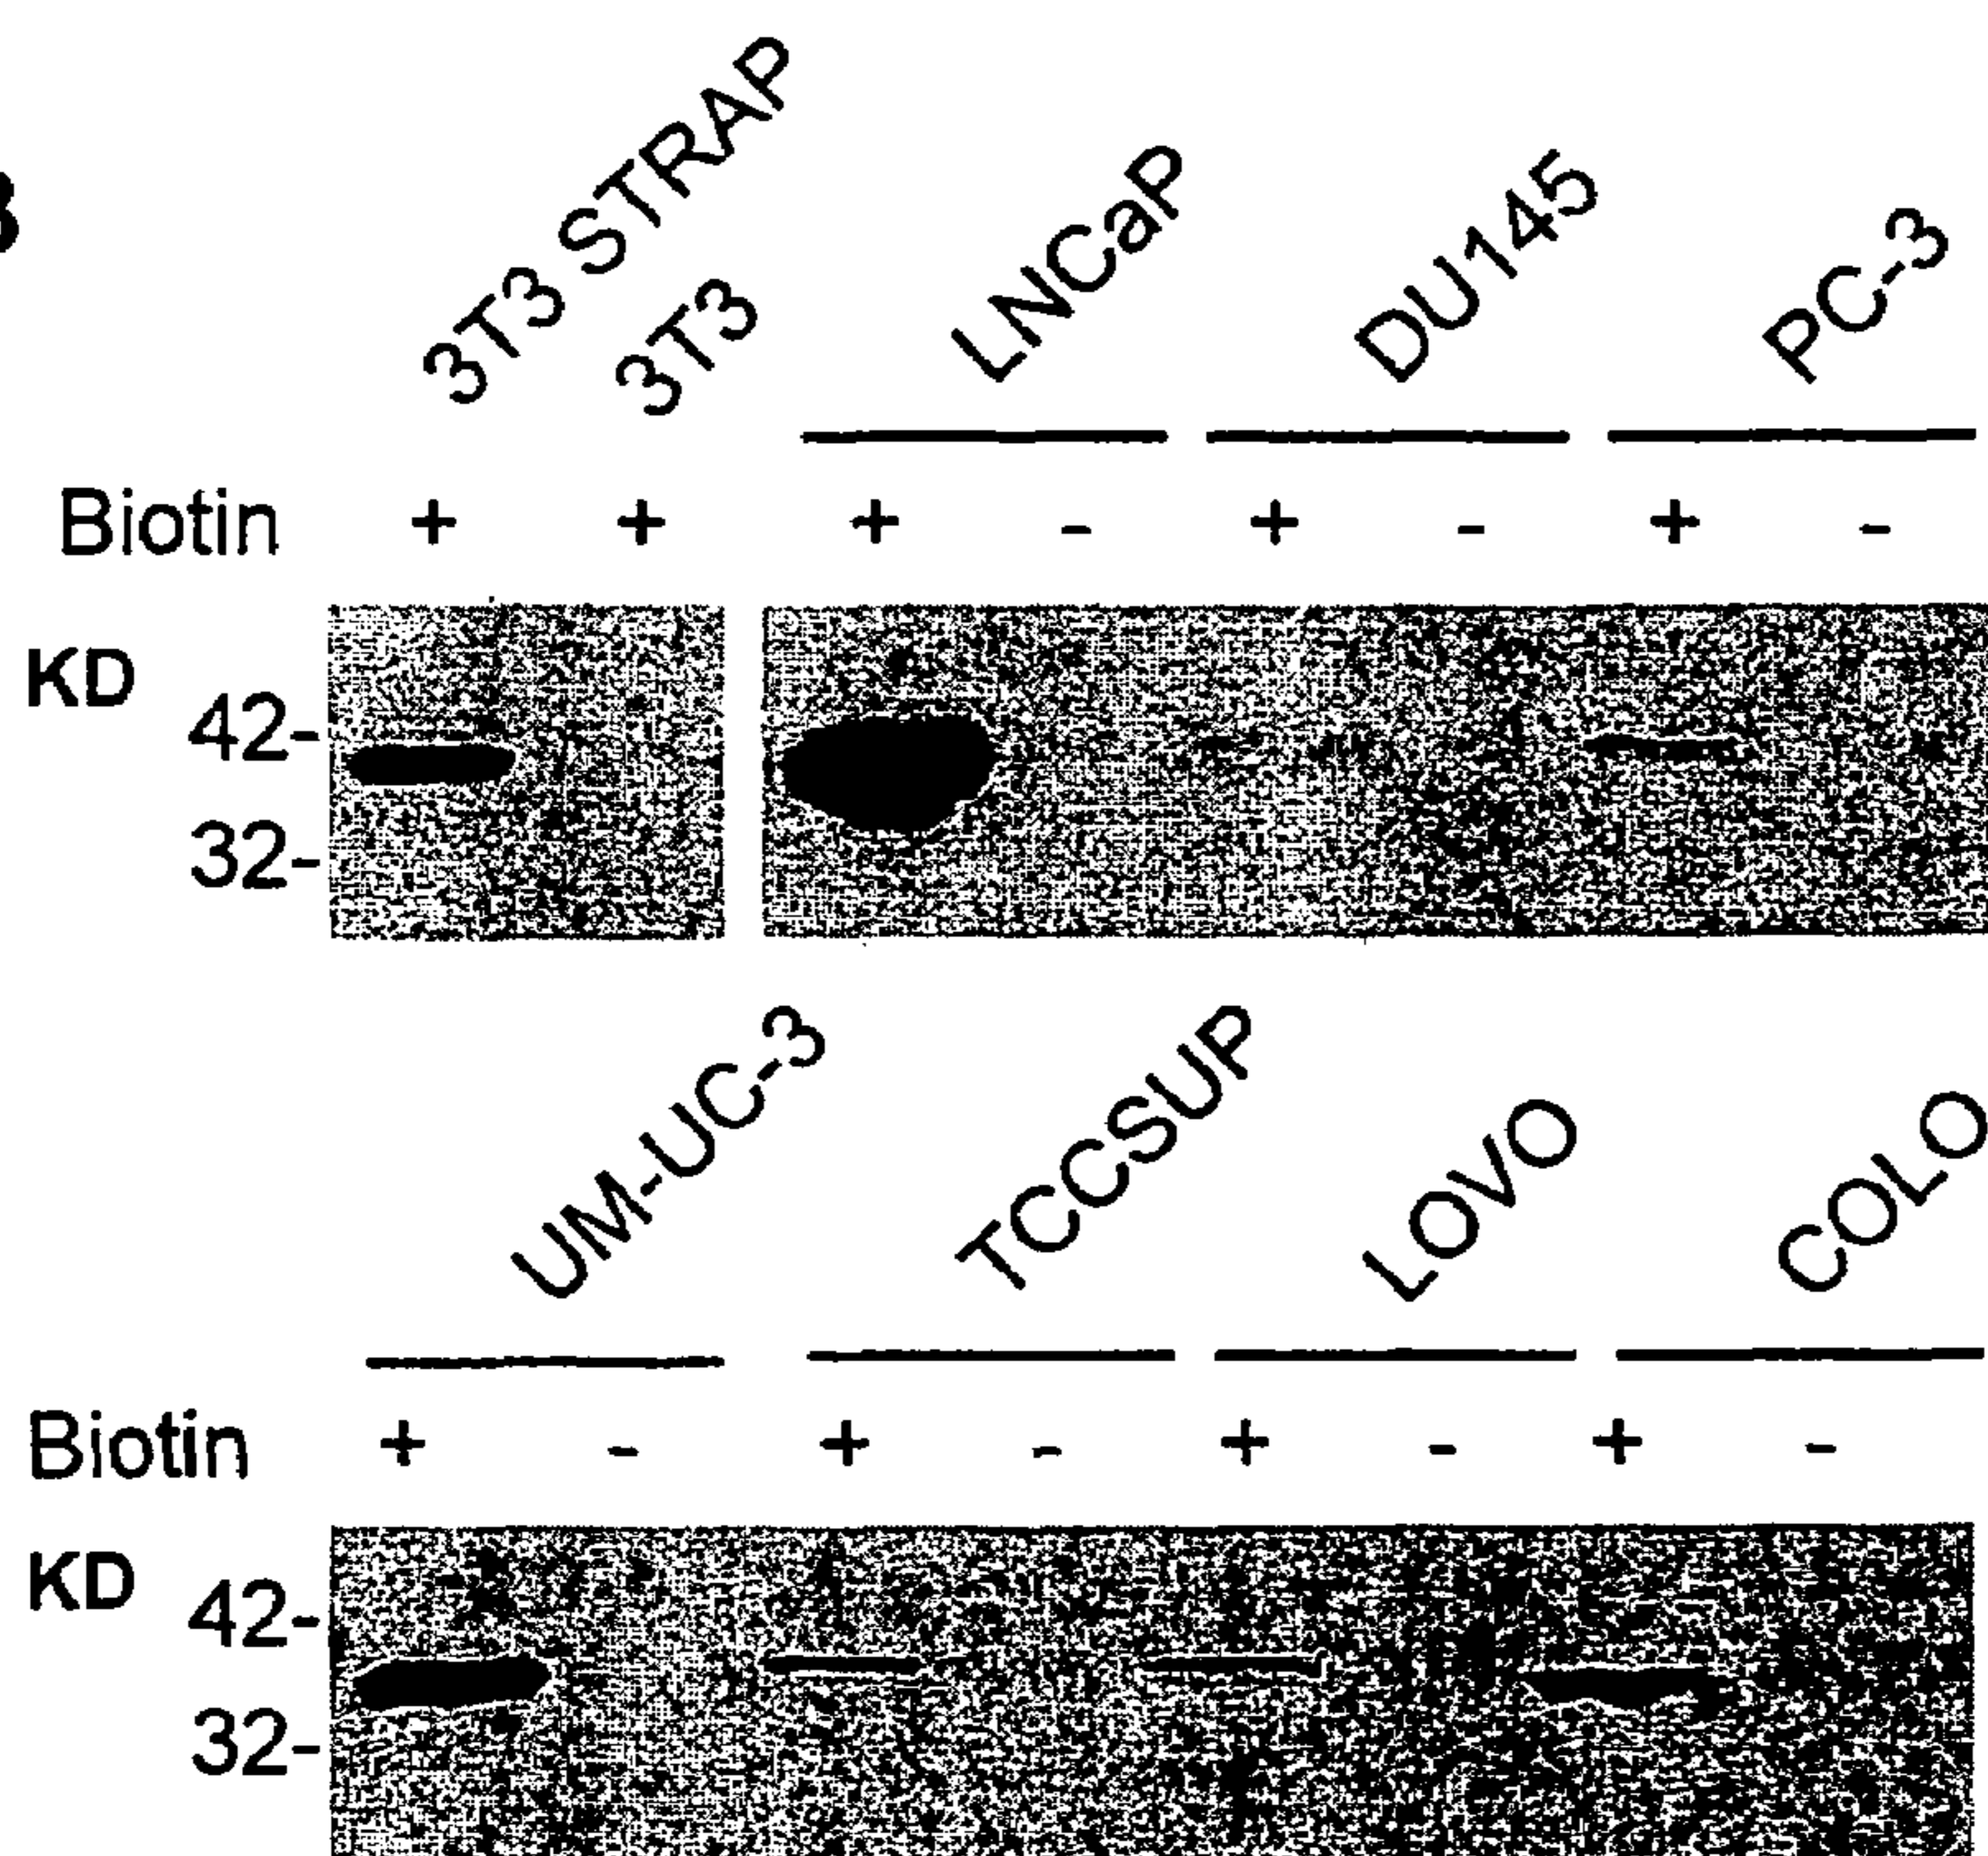 3T3 STRAP 3T3 LNCaP DU145 PC-3
Biotin + + + - + - + -
KD
42-
32-
UM-UC-3 TCCSUP LOVO COLO
Biotin + - + - + - + -
KD
42-
32-